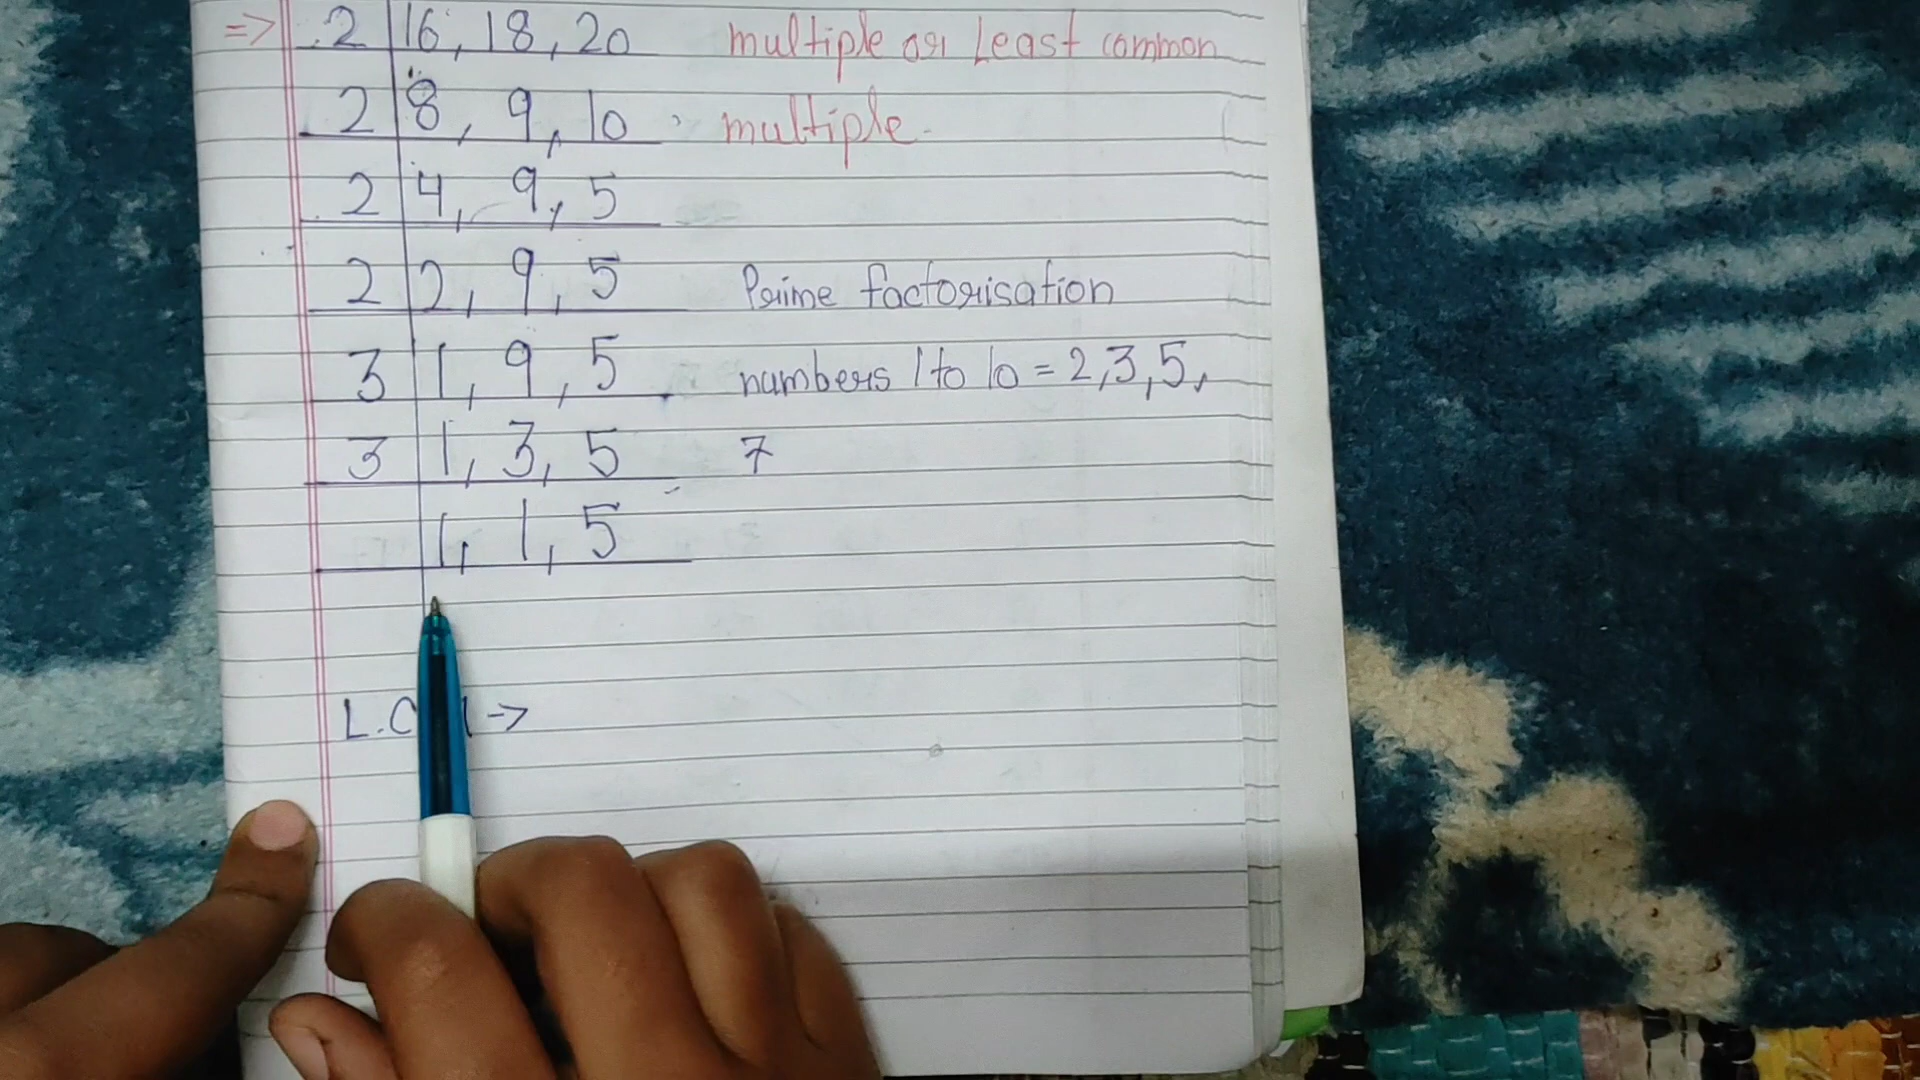 => 2 | 16, 18, 20 multiple or Least common
2 | 8, 9, 10 multiple
2 | 4, 9, 5
2 | 2, 9, 5 Prime factorisation
3 | 1, 9, 5 numbers 1 to 10 = 2,3,5,
3 | 1, 3, 5 7
1, 1, 5
->